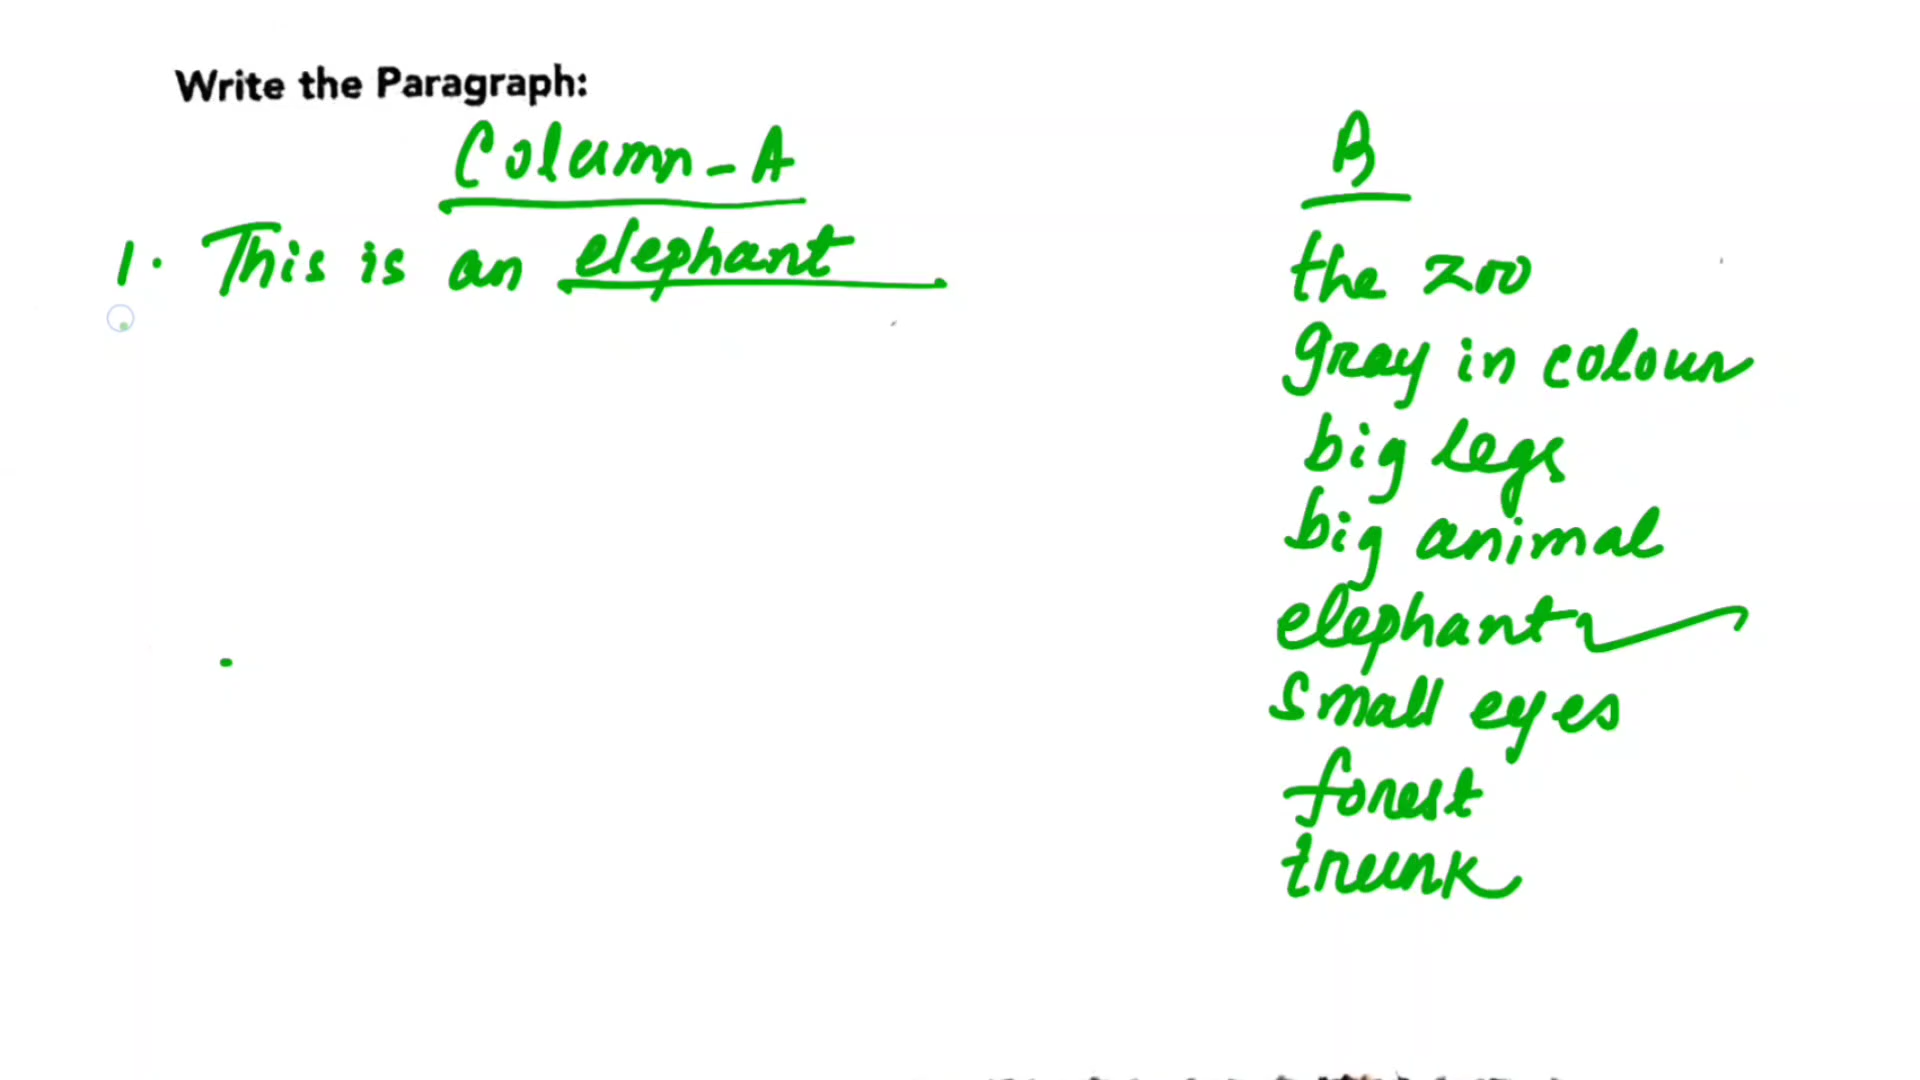 Write the Paragraph:
Column-A
1. This is an elephant.
B
the zoo
gray in colour
big legs
big animal
elephant
small eyes
forest
trunk